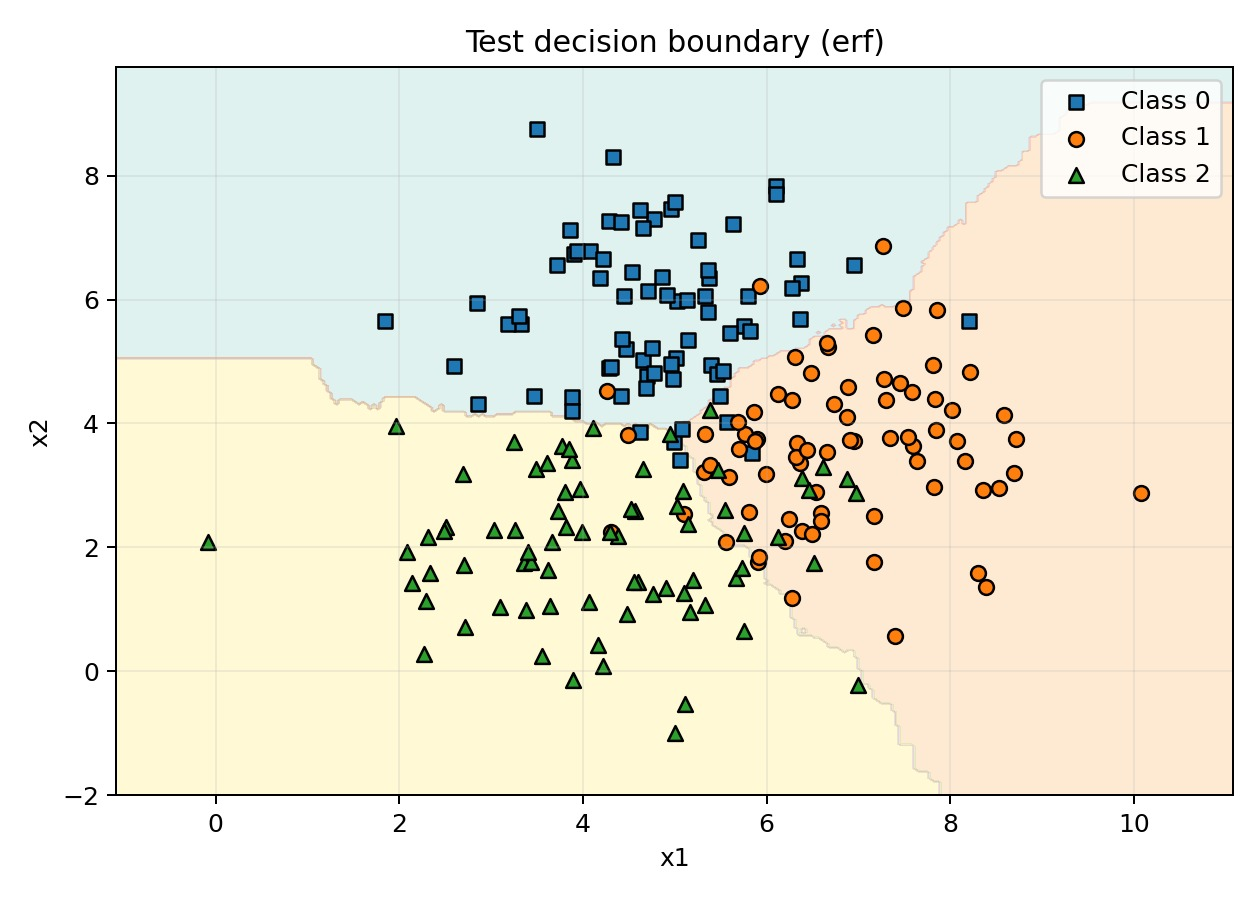 Test decision boundary (erf)
Class 0
Class 1
Class 2
8
6
4
2
0
−2
x2
0 2 4 6 8 10
x1